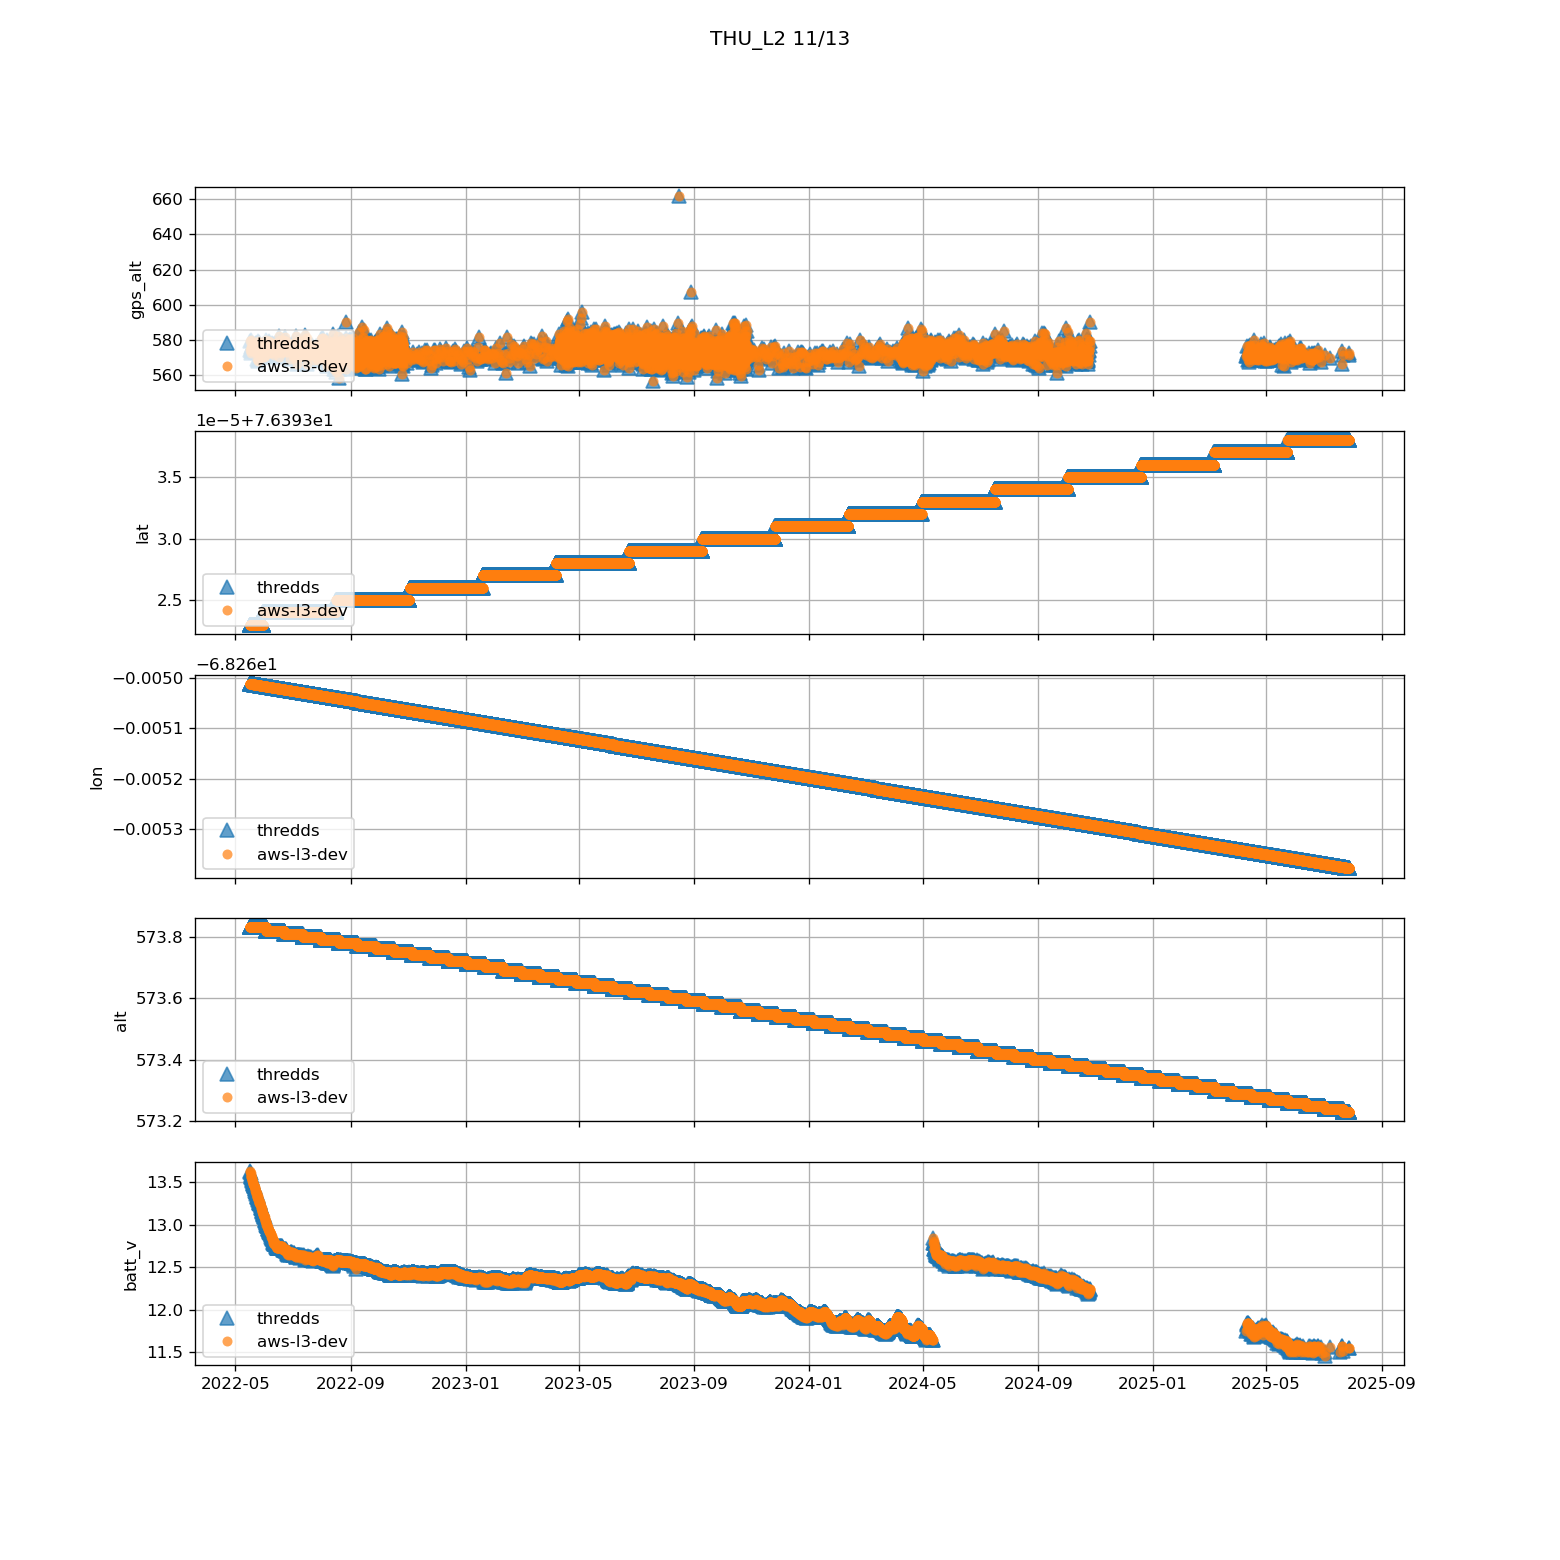 THU_L2 11/13
660
640
620
600
580
560
gps_alt
thredds
aws-l3-dev
1e−5+7.6393e1
3.5
3.0
2.5
lat
thredds
aws-l3-dev
−6.826e1
−0.0050
−0.0051
−0.0052
−0.0053
lon
thredds
aws-l3-dev
573.8
573.6
573.4
573.2
alt
thredds
aws-l3-dev
13.5
13.0
12.5
12.0
11.5
batt_v
thredds
aws-l3-dev
2022-05 2022-09 2023-01 2023-05 2023-09 2024-01 2024-05 2024-09 2025-01 2025-05 2025-09